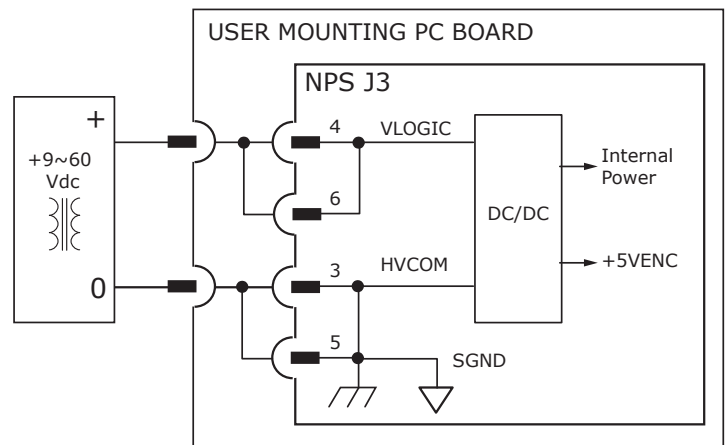 USER MOUNTING PC BOARD
NPS J3
+
+9~60
Vdc
0
4
VLOGIC
6
3
HVCOM
5
SGND
DC/DC
Internal
Power
+5VENC